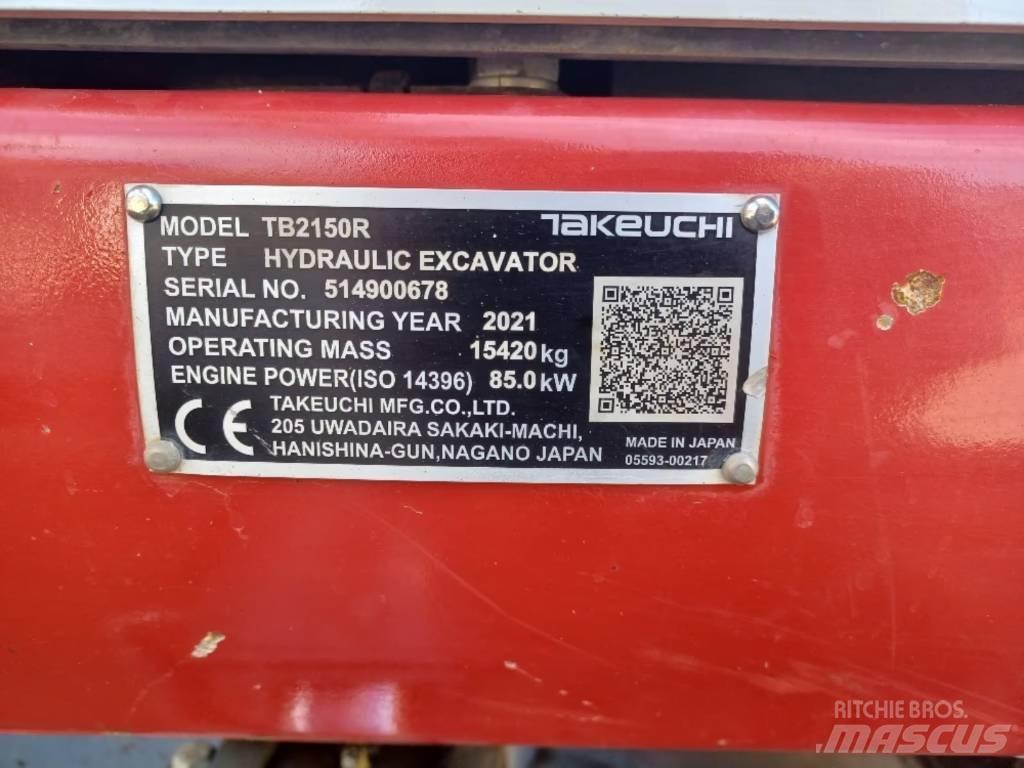 MODEL TB2150R TAKEUCHI
TYPE HYDRAULIC EXCAVATOR
SERIAL NO. 514900678
MANUFACTURING YEAR 2021
OPERATING MASS 15420 kg
ENGINE POWER(ISO 14396) 85.0 kW
CE
TAKEUCHI MFG.CO.,LTD.
205 UWADAIRA SAKAKI-MACHI,
HANISHINA-GUN,NAGANO JAPAN
MADE IN JAPAN
05593-00217
RITCHIE BROS.
MASCUS